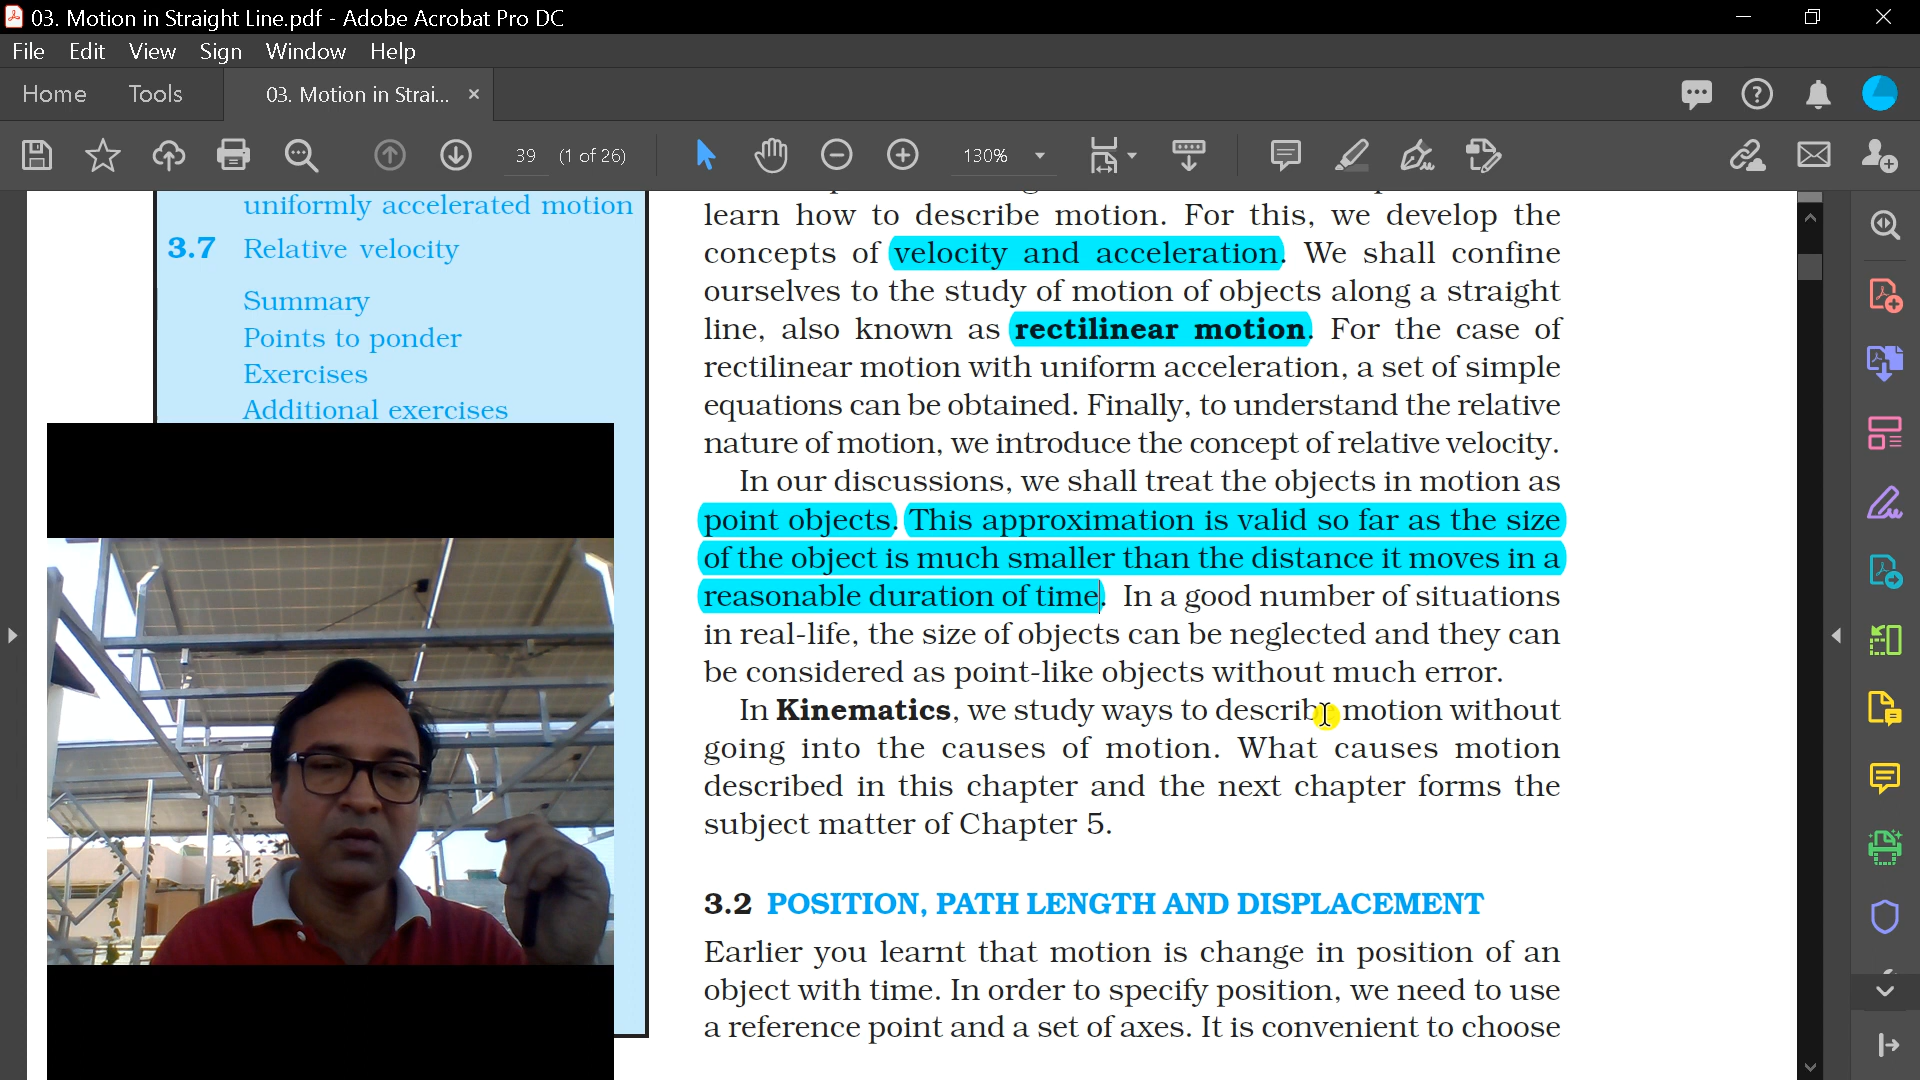 03. Motion in Straight Line.pdf - Adobe Acrobat Pro DC
File Edit View Sign Window Help
Home Tools 03. Motion in Strai... ×
39 (1 of 26) 130%
uniformly accelerated motion
3.7 Relative velocity
Summary
Points to ponder
Exercises
Additional exercises
learn how to describe motion. For this, we develop the
concepts of velocity and acceleration. We shall confine
ourselves to the study of motion of objects along a straight
line, also known as rectilinear motion. For the case of
rectilinear motion with uniform acceleration, a set of simple
equations can be obtained. Finally, to understand the relative
nature of motion, we introduce the concept of relative velocity.
In our discussions, we shall treat the objects in motion as
point objects. This approximation is valid so far as the size
of the object is much smaller than the distance it moves in a
reasonable duration of time. In a good number of situations
in real-life, the size of objects can be neglected and they can
be considered as point-like objects without much error.
In Kinematics, we study ways to describe motion without
going into the causes of motion. What causes motion
described in this chapter and the next chapter forms the
subject matter of Chapter 5.
3.2 POSITION, PATH LENGTH AND DISPLACEMENT
Earlier you learnt that motion is change in position of an
object with time. In order to specify position, we need to use
a reference point and a set of axes. It is convenient to choose